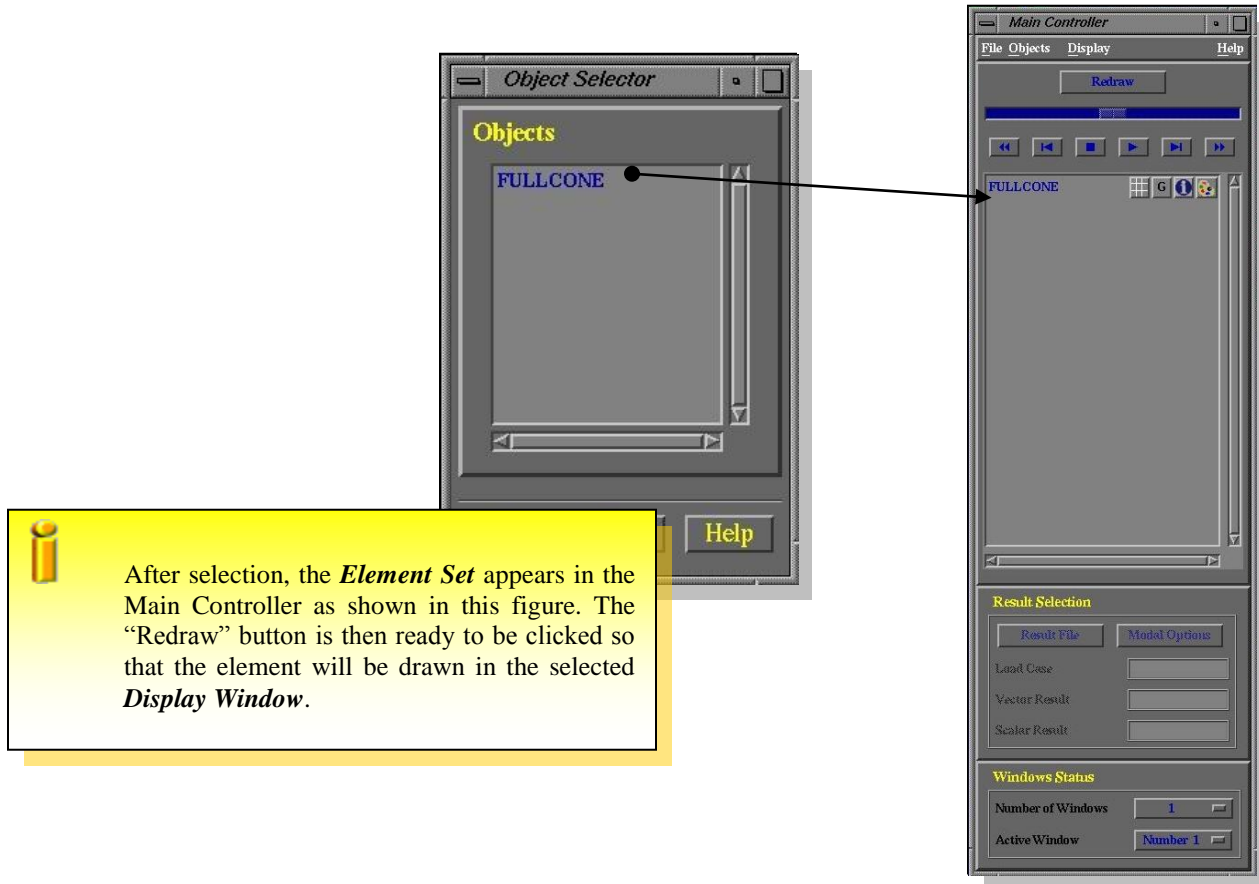 Object Selector
Objects
FULLCONE
Help
After selection, the Element Set appears in the
Main Controller as shown in this figure. The
“Redraw” button is then ready to be clicked so
that the element will be drawn in the selected
Display Window.
Main Controller
File Objects Display Help
Redraw
FULLCONE G
Result Selection
Result File Modal Options
Load Case
Vector Result
Scalar Result
Windows Status
Number of Windows 1
Active Window Number 1